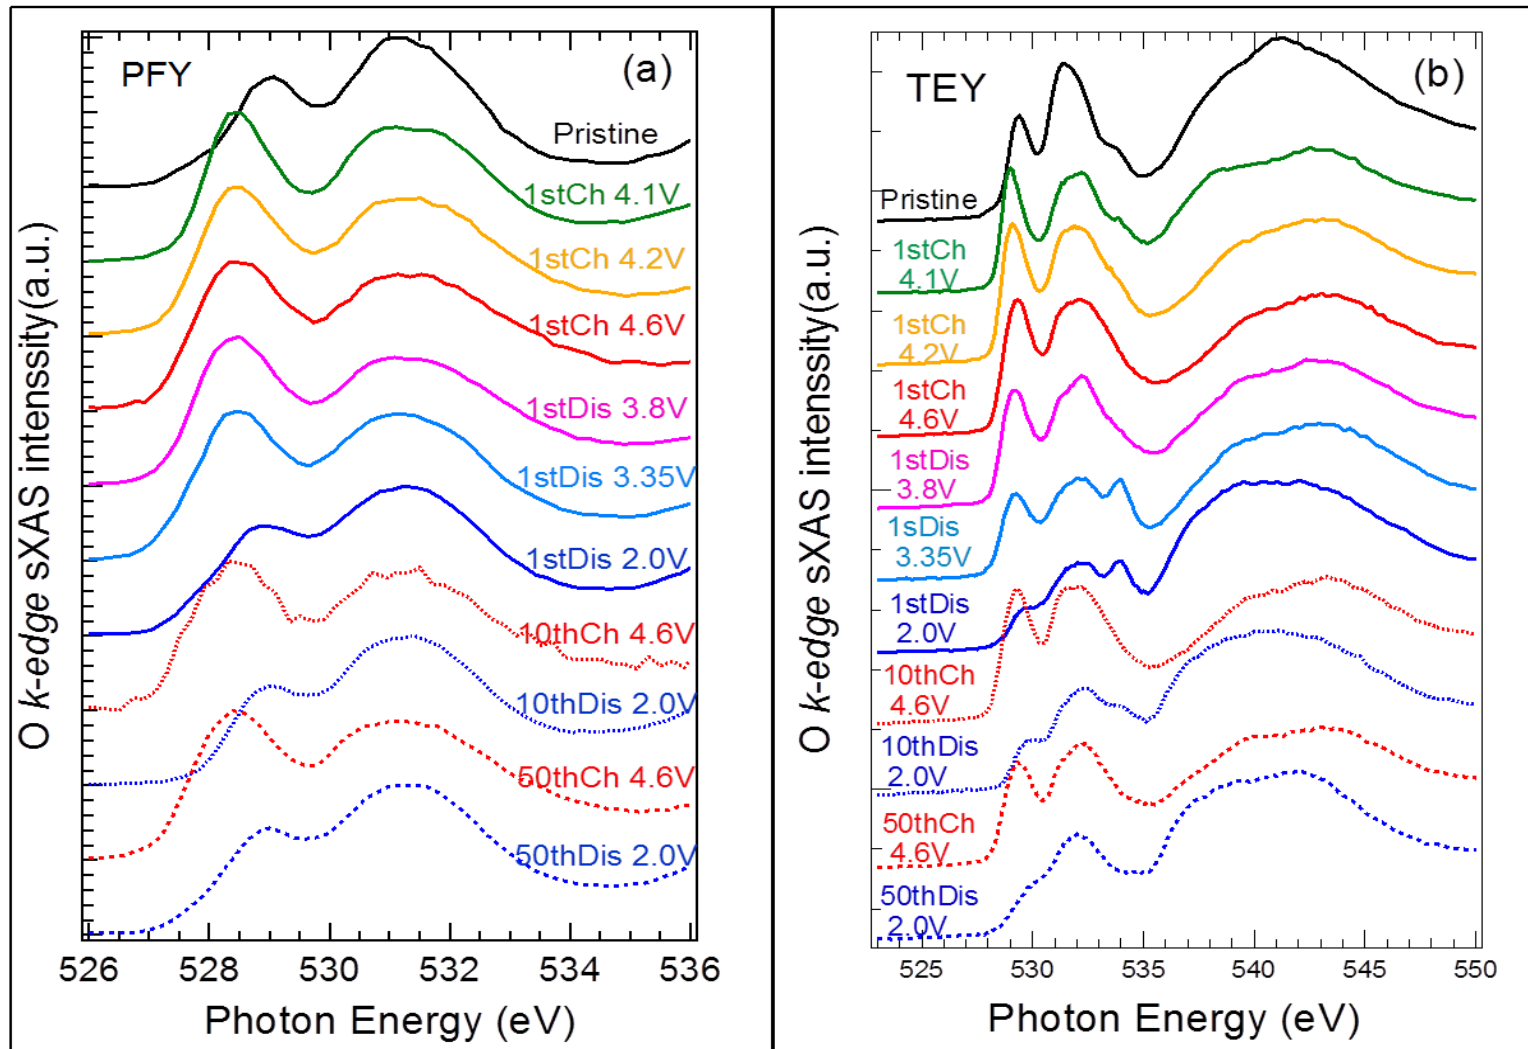 PFY
(a)
Pristine
1stCh 4.1V
1stCh 4.2V
1stCh 4.6V
1stDis 3.8V
1stDis 3.35V
1stDis 2.0V
10thCh 4.6V
10thDis 2.0V
50thCh 4.6V
50thDis 2.0V
O k-edge sXAS intenssity(a.u.)
526 528 530 532 534 536
Photon Energy (eV)
TEY
(b)
Pristine
1stCh
4.1V
1stCh
4.2V
1stCh
4.6V
1stDis
3.8V
1sDis
3.35V
1stDis
2.0V
10thCh
4.6V
10thDis
2.0V
50thCh
4.6V
50thDis
2.0V
O k-edge sXAS intenssity(a.u.)
525 530 535 540 545 550
Photon Energy (eV)